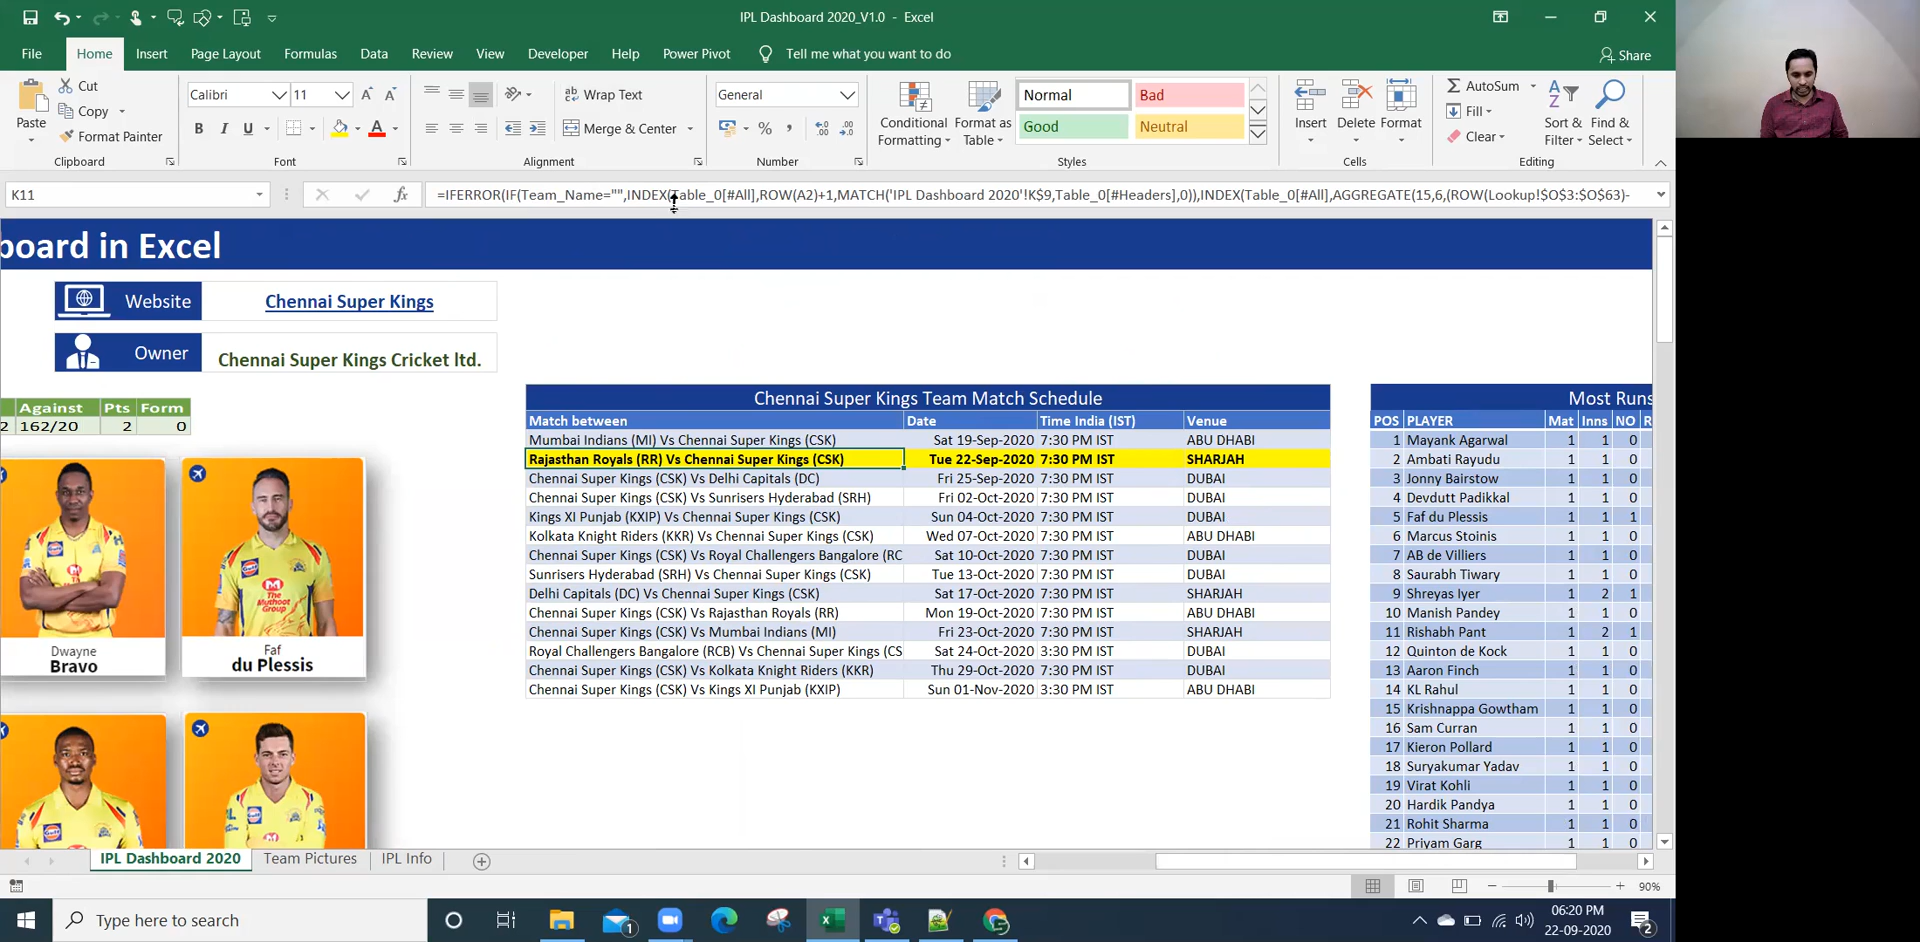 IPL Dashboard 2020_V1.0 - Excel
File Home Insert Page Layout Formulas Data Review View Developer Help Power Pivot Tell me what you want to do Share
Paste
Cut
Copy
Format Painter
Clipboard
Calibri 11
B I U
Font
Wrap Text
Merge & Center
Alignment
General
Number
Conditional Formatting
Format as Table
Normal Bad
Good Neutral
Styles
Insert Delete Format
Cells
AutoSum
Fill
Clear
Sort & Filter
Find & Select
Editing
K11
=IFERROR(IF(Team_Name="",INDEX(Table_0[#All],ROW(A2)+1,MATCH('IPL Dashboard 2020'!K$9,Table_0[#Headers],0)),INDEX(Table_0[#All],AGGREGATE(15,6,(ROW(Lookup!$O$3:$O$63)-
board in Excel
Website Chennai Super Kings
Owner Chennai Super Kings Cricket ltd.
Against Pts Form
2 162/20 2 0
Dwayne
Bravo
Faf
du Plessis
Chennai Super Kings Team Match Schedule
Match between Date Time India (IST) Venue
Mumbai Indians (MI) Vs Chennai Super Kings (CSK) Sat 19-Sep-2020 7:30 PM IST ABU DHABI
Rajasthan Royals (RR) Vs Chennai Super Kings (CSK) Tue 22-Sep-2020 7:30 PM IST SHARJAH
Chennai Super Kings (CSK) Vs Delhi Capitals (DC) Fri 25-Sep-2020 7:30 PM IST DUBAI
Chennai Super Kings (CSK) Vs Sunrisers Hyderabad (SRH) Fri 02-Oct-2020 7:30 PM IST DUBAI
Kings XI Punjab (KXIP) Vs Chennai Super Kings (CSK) Sun 04-Oct-2020 7:30 PM IST DUBAI
Kolkata Knight Riders (KKR) Vs Chennai Super Kings (CSK) Wed 07-Oct-2020 7:30 PM IST ABU DHABI
Chennai Super Kings (CSK) Vs Royal Challengers Bangalore (RC Sat 10-Oct-2020 7:30 PM IST DUBAI
Sunrisers Hyderabad (SRH) Vs Chennai Super Kings (CSK) Tue 13-Oct-2020 7:30 PM IST DUBAI
Delhi Capitals (DC) Vs Chennai Super Kings (CSK) Sat 17-Oct-2020 7:30 PM IST SHARJAH
Chennai Super Kings (CSK) Vs Rajasthan Royals (RR) Mon 19-Oct-2020 7:30 PM IST ABU DHABI
Chennai Super Kings (CSK) Vs Mumbai Indians (MI) Fri 23-Oct-2020 7:30 PM IST SHARJAH
Royal Challengers Bangalore (RCB) Vs Chennai Super Kings (CS Sat 24-Oct-2020 3:30 PM IST DUBAI
Chennai Super Kings (CSK) Vs Kolkata Knight Riders (KKR) Thu 29-Oct-2020 7:30 PM IST DUBAI
Chennai Super Kings (CSK) Vs Kings XI Punjab (KXIP) Sun 01-Nov-2020 3:30 PM IST ABU DHABI
Most Runs
POS PLAYER Mat Inns NO R
1 Mayank Agarwal 1 1 0
2 Ambati Rayudu 1 1 0
3 Jonny Bairstow 1 1 0
4 Devdutt Padikkal 1 1 0
5 Faf du Plessis 1 1 1
6 Marcus Stoinis 1 1 0
7 AB de Villiers 1 1 0
8 Saurabh Tiwary 1 1 0
9 Shreyas Iyer 1 2 1
10 Manish Pandey 1 1 0
11 Rishabh Pant 1 2 1
12 Quinton de Kock 1 1 0
13 Aaron Finch 1 1 0
14 KL Rahul 1 1 0
15 Krishnappa Gowtham 1 1 0
16 Sam Curran 1 1 0
17 Kieron Pollard 1 1 0
18 Suryakumar Yadav 1 1 0
19 Virat Kohli 1 1 0
20 Hardik Pandya 1 1 0
21 Rohit Sharma 1 1 0
22 Priyam Garg 1 1 0
IPL Dashboard 2020 Team Pictures IPL Info
90%
Type here to search
06:20 PM
22-09-2020